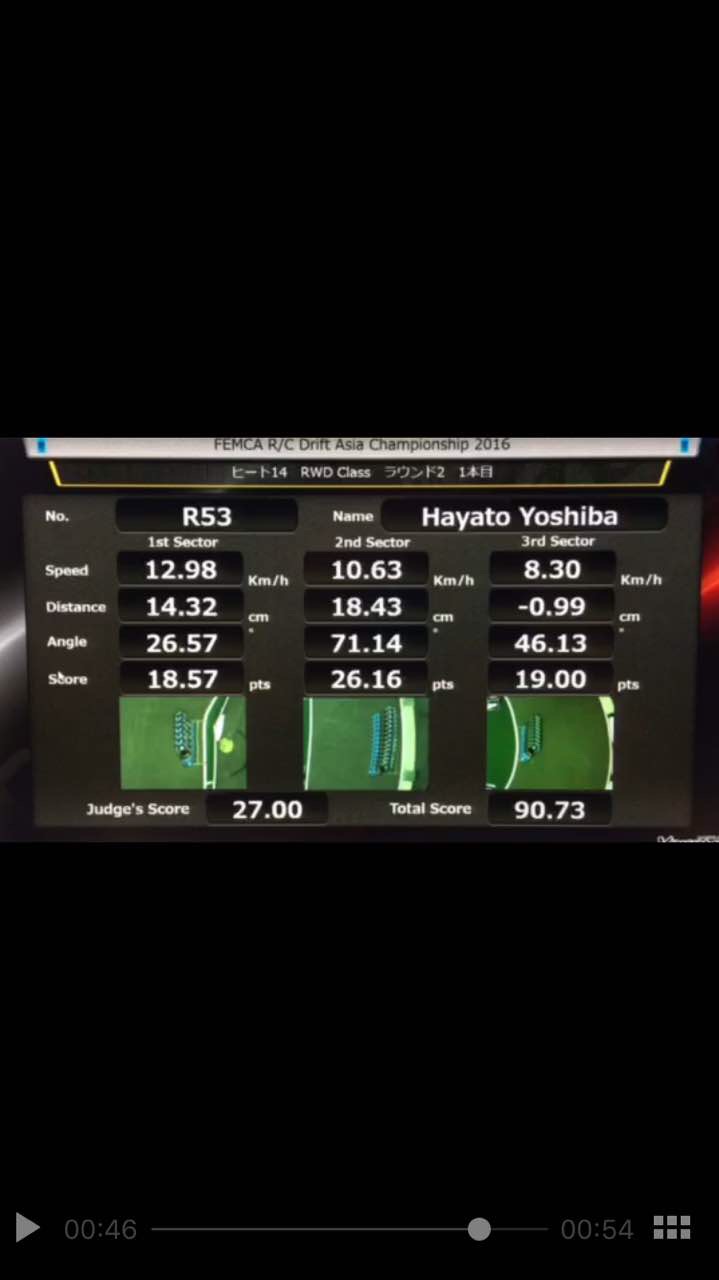 FEMCA R/C Drift Asia Championship 2016
ヒート14 RWD Class ラウンド2 1本目
No. R53 Name Hayato Yoshiba
1st Sector 2nd Sector 3rd Sector
Speed 12.98 Km/h 10.63 Km/h 8.30 Km/h
Distance 14.32 cm 18.43 cm -0.99 cm
Angle 26.57 ° 71.14 ° 46.13 °
Score 18.57 pts 26.16 pts 19.00 pts
Judge's Score 27.00 Total Score 90.73
00:46 00:54